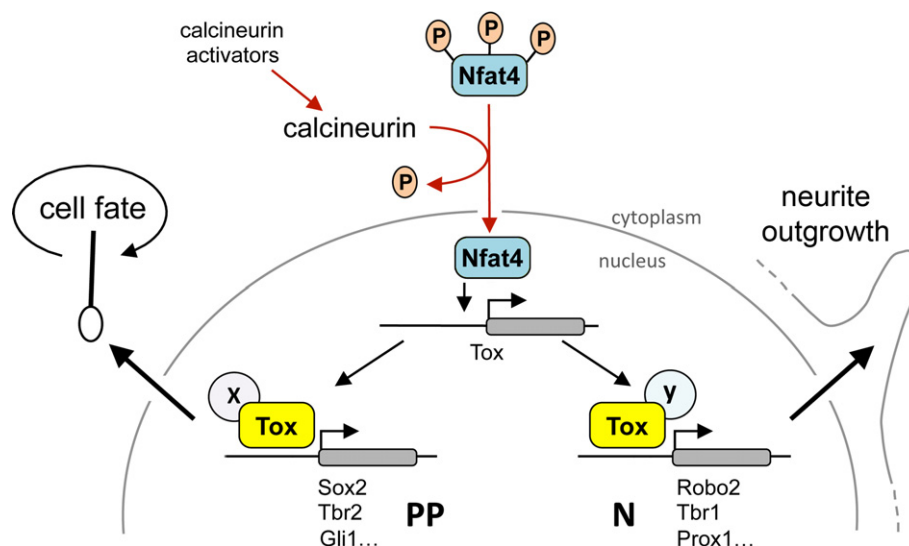 calcineurin
activators
P
P
P
Nfat4
calcineurin
P
cell fate
cytoplasm
nucleus
neurite
outgrowth
Nfat4
Tox
x
Tox
y
Tox
Sox2
Tbr2
Gli1...
PP
N
Robo2
Tbr1
Prox1...